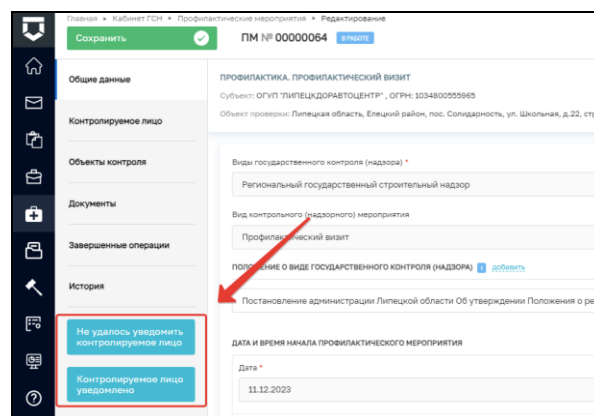 Главная ▸ Кабинет ГСН ▸ Профилактические мероприятия ▸ Редактирование
Сохранить
ПМ № 00000064 В РАБОТЕ
Общие данные
Контролируемое лицо
Объекты контроля
Документы
Завершенные операции
История
Не удалось уведомить
контролируемое лицо
Контролируемое лицо
уведомлено
ПРОФИЛАКТИКА. ПРОФИЛАКТИЧЕСКИЙ ВИЗИТ
Субъект: ОГУП "ЛИПЕЦКДОРАВТОЦЕНТР" , ОГРН: 1034800555965
Объект проверки: Липецкая область, Елецкий район, пос. Солидарность, ул. Школьная, д.22, стр
Виды государственного контроля (надзора) *
Региональный государственный строительный надзор
Вид контрольного (надзорного) мероприятия
Профилактический визит
ПОЛОЖЕНИЕ О ВИДЕ ГОСУДАРСТВЕННОГО КОНТРОЛЯ (НАДЗОРА) 1 добавить
Постановление администрации Липецкой области Об утверждении Положения о ре
ДАТА И ВРЕМЯ НАЧАЛА ПРОФИЛАКТИЧЕСКОГО МЕРОПРИЯТИЯ
Дата *
11.12.2023